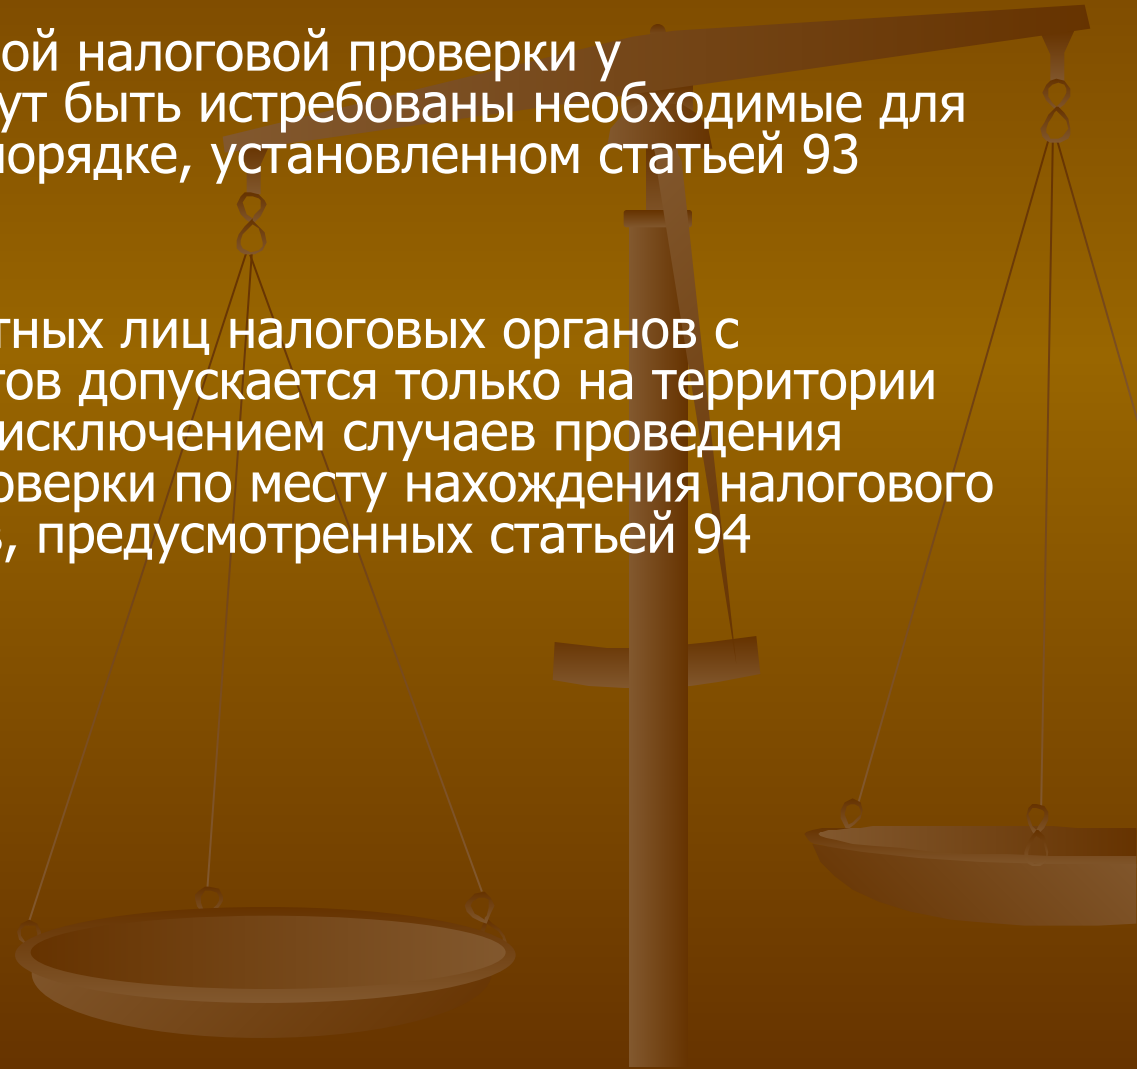 ой налоговой проверки у
ут быть истребованы необходимые для
порядке, установленном статьей 93
тных лиц налоговых органов с
тов допускается только на территории
исключением случаев проведения
оверки по месту нахождения налогового
в, предусмотренных статьей 94